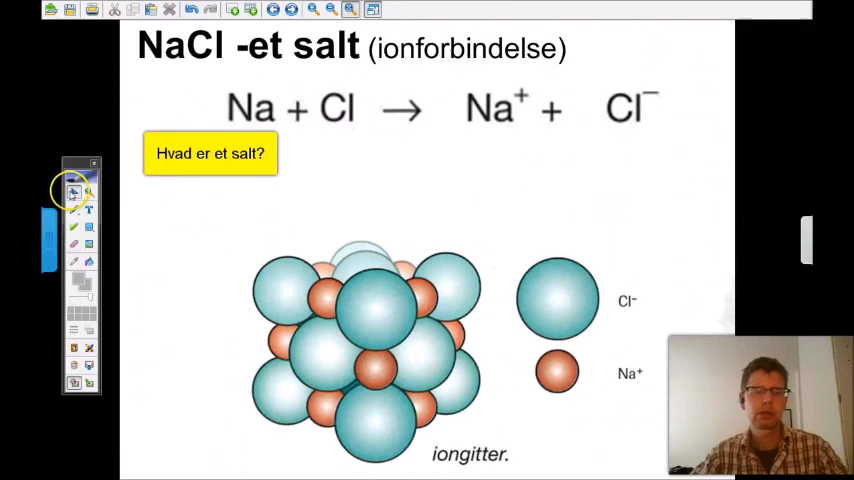 NaCl -et salt (ionforbindelse)
Na + Cl → Na⁺ + Cl⁻
Hvad er et salt?
Cl⁻
Na⁺
iongitter.
T